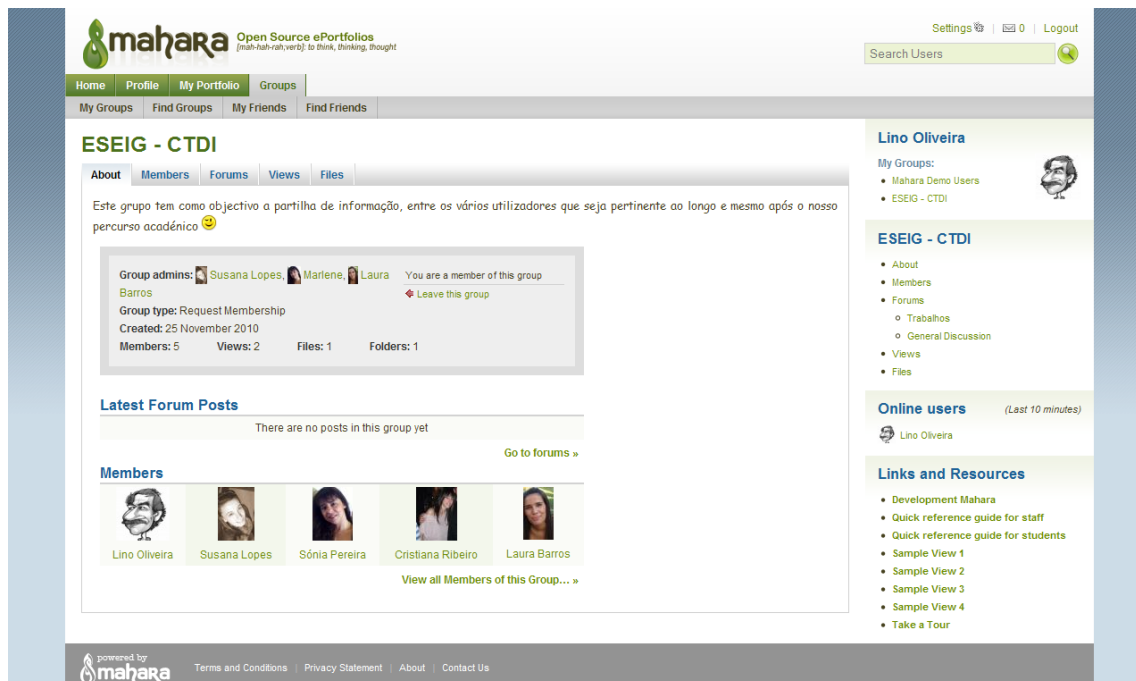 mahara
Open Source ePortfolios
[mah-hah-rah;verb]: to think, thinking, thought
Settings | 0 | Logout
Search Users
Home Profile My Portfolio Groups
My Groups Find Groups My Friends Find Friends
ESEIG - CTDI
About Members Forums Views Files
Este grupo tem como objectivo a partilha de informação, entre os vários utilizadores que seja pertinente ao longo e mesmo após o nosso
percurso académico
Group admins: Susana Lopes, Marlene, Laura
Barros
Group type: Request Membership
Created: 25 November 2010
Members: 5 Views: 2 Files: 1 Folders: 1
You are a member of this group
Leave this group
Latest Forum Posts
There are no posts in this group yet
Go to forums »
Members
Lino Oliveira Susana Lopes Sónia Pereira Cristiana Ribeiro Laura Barros
View all Members of this Group... »
Lino Oliveira
My Groups:
Mahara Demo Users
ESEIG - CTDI
ESEIG - CTDI
About
Members
Forums
Trabalhos
General Discussion
Views
Files
Online users (Last 10 minutes)
Lino Oliveira
Links and Resources
Development Mahara
Quick reference guide for staff
Quick reference guide for students
Sample View 1
Sample View 2
Sample View 3
Sample View 4
Take a Tour
powered by
mahara
Terms and Conditions | Privacy Statement | About | Contact Us